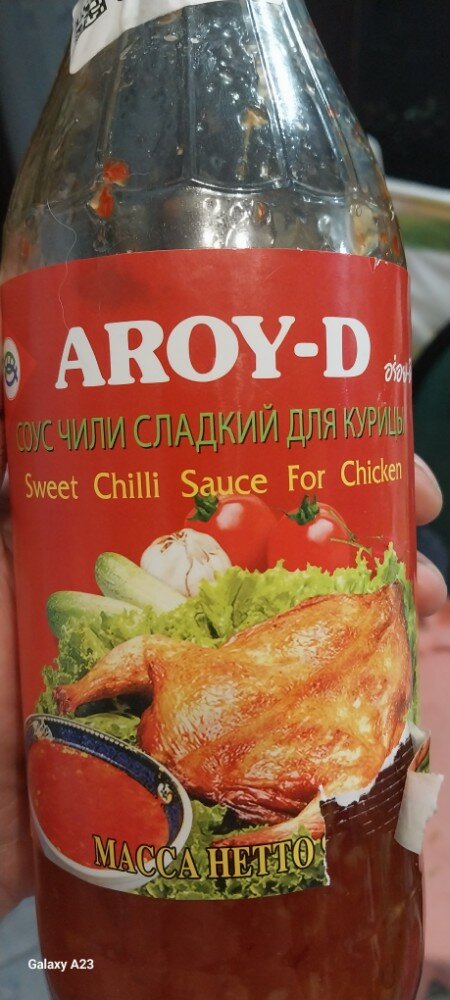 AROY-D
СОУС ЧИЛИ СЛАДКИЙ ДЛЯ КУРИЦЫ
Sweet Chilli Sauce For Chicken
МАССА НЕТТО
Galaxy A23